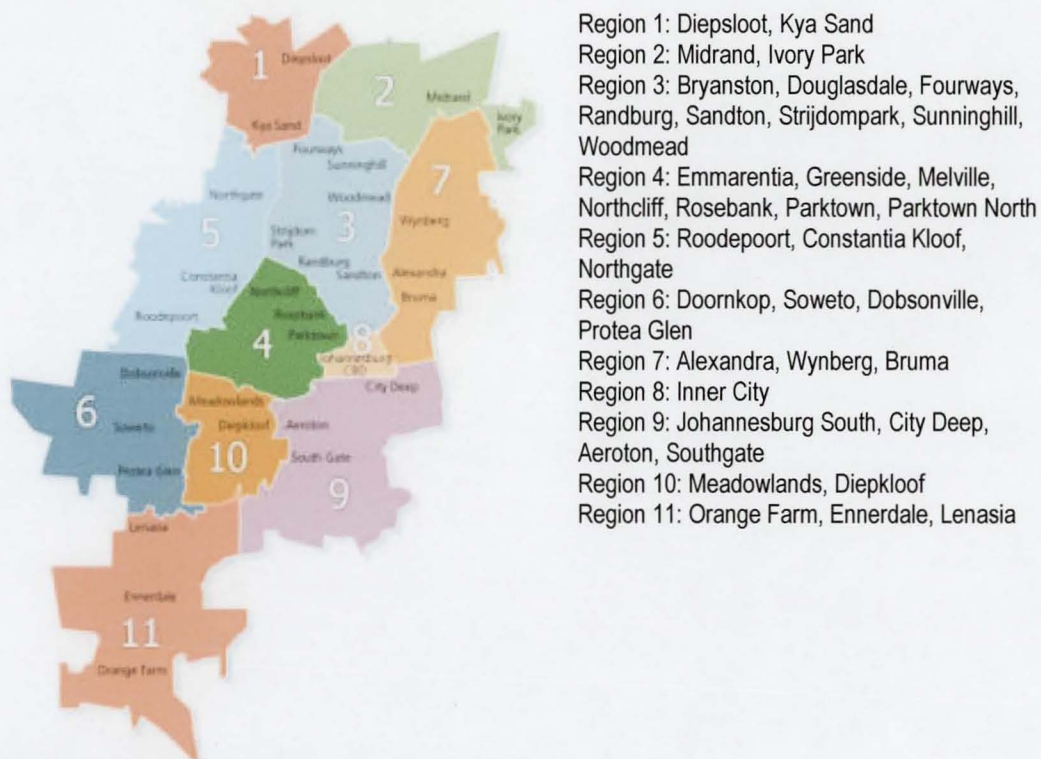 1
Diepsloot
Kya Sand
2
Midrand
Ivory
Park
Fourways
Sunninghill
7
Northgate
Woodmead
5
3
Wynberg
Strijdom
Park
Randburg
Sandton
Constantia
Kloof
Northcliff
Alexandra
Roodepoort
Rosebank
Bruma
Parktown
4
8
Johannesburg
CBD
Dobsonville
City Deep
6
Meadowlands
Soweto
Diepkloof
Aeroton
10
South Gate
Protea Glen
9
Lenasia
Ennerdale
11
Orange Farm
Region 1: Diepsloot, Kya Sand
Region 2: Midrand, Ivory Park
Region 3: Bryanston, Douglasdale, Fourways,
Randburg, Sandton, Strijdompark, Sunninghill,
Woodmead
Region 4: Emmarentia, Greenside, Melville,
Northcliff, Rosebank, Parktown, Parktown North
Region 5: Roodepoort, Constantia Kloof,
Northgate
Region 6: Doornkop, Soweto, Dobsonville,
Protea Glen
Region 7: Alexandra, Wynberg, Bruma
Region 8: Inner City
Region 9: Johannesburg South, City Deep,
Aeroton, Southgate
Region 10: Meadowlands, Diepkloof
Region 11: Orange Farm, Ennerdale, Lenasia